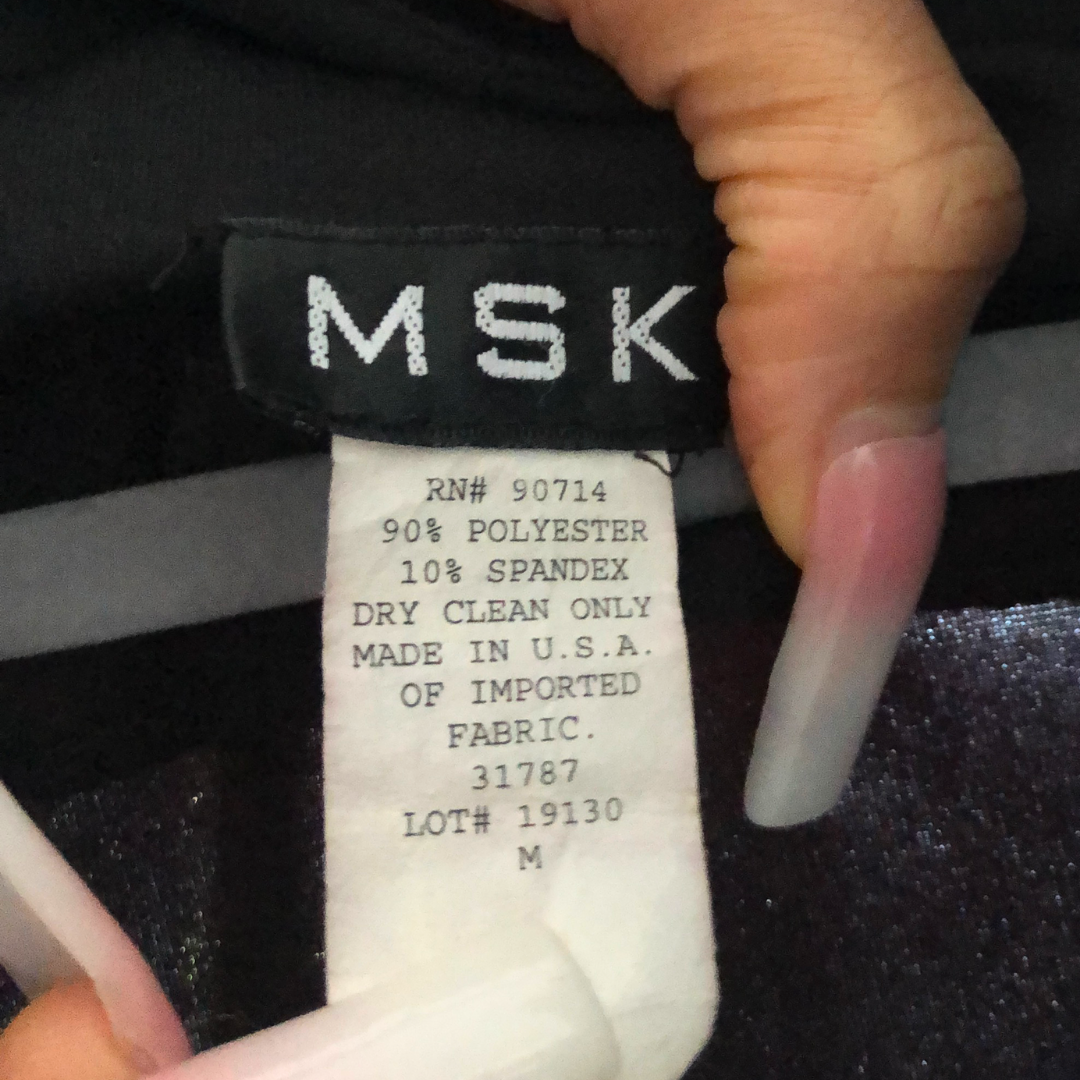 MSK
RN# 90714
90% POLYESTER
10% SPANDEX
DRY CLEAN ONLY
MADE IN U.S.A.
OF IMPORTED
FABRIC.
31787
LOT# 19130
M